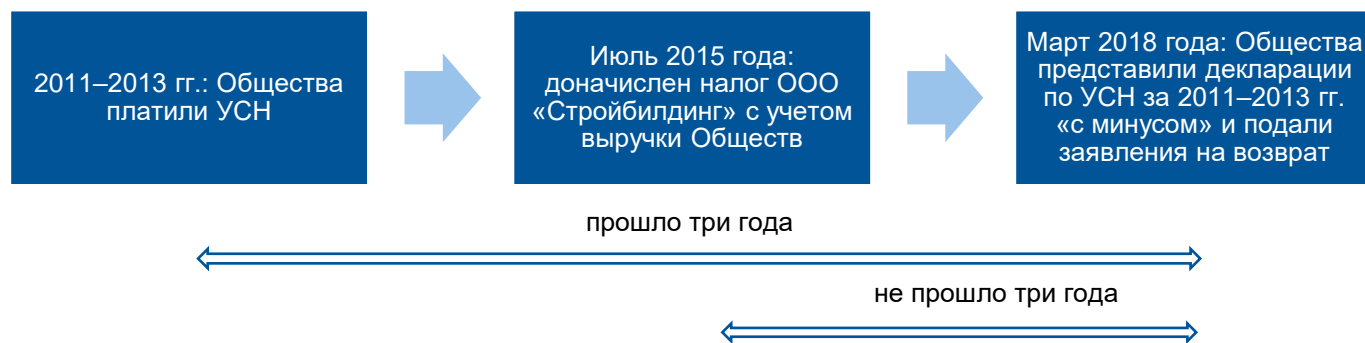 2011–2013 гг.: Общества
платили УСН
Июль 2015 года:
доначислен налог ООО
«Стройбилдинг» с учетом
выручки Обществ
Март 2018 года: Общества
представили декларации
по УСН за 2011–2013 гг.
«с минусом» и подали
заявления на возврат
прошло три года
не прошло три года